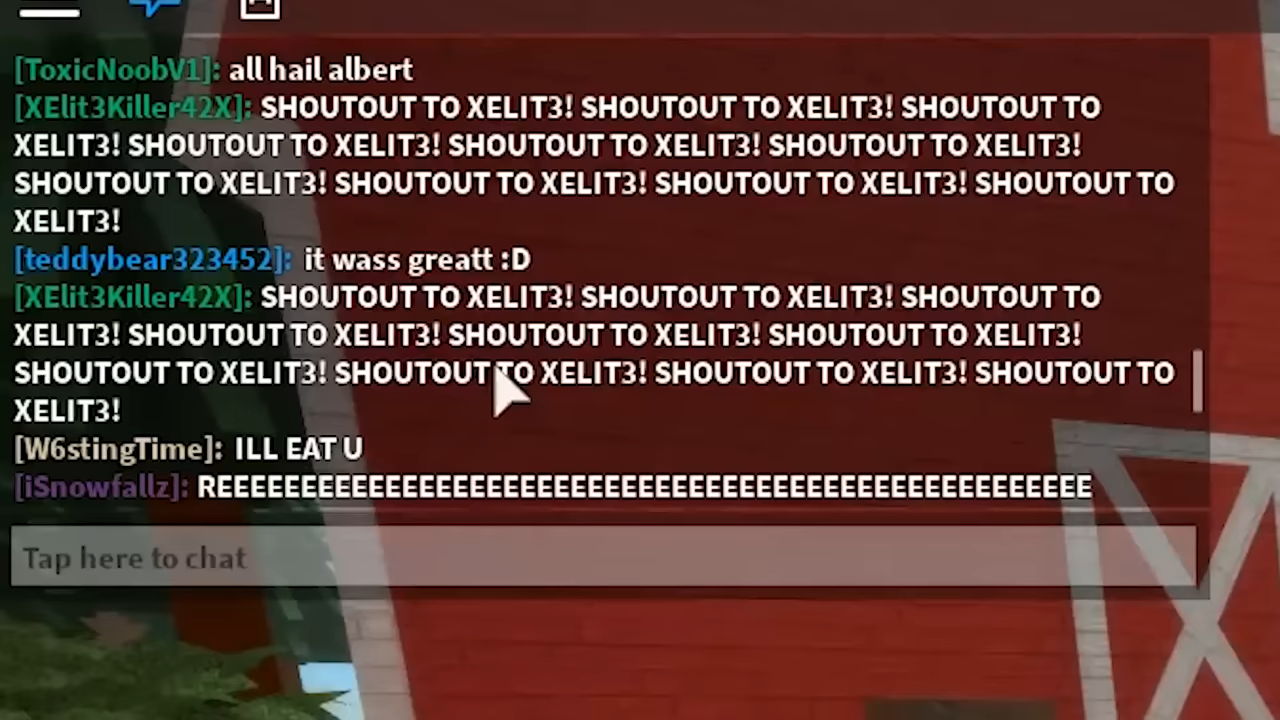 [ToxicNoobV1]: all hail albert
[XElit3Killer42X]: SHOUTOUT TO XELIT3! SHOUTOUT TO XELIT3! SHOUTOUT TO
XELIT3! SHOUTOUT TO XELIT3! SHOUTOUT TO XELIT3! SHOUTOUT TO XELIT3!
SHOUTOUT TO XELIT3! SHOUTOUT TO XELIT3! SHOUTOUT TO XELIT3! SHOUTOUT TO
XELIT3!
[teddybear323452]: it wass greatt :D
[XElit3Killer42X]: SHOUTOUT TO XELIT3! SHOUTOUT TO XELIT3! SHOUTOUT TO
XELIT3! SHOUTOUT TO XELIT3! SHOUTOUT TO XELIT3! SHOUTOUT TO XELIT3!
SHOUTOUT TO XELIT3! SHOUTOUT TO XELIT3! SHOUTOUT TO XELIT3! SHOUTOUT TO
XELIT3!
[W6stingTime]: ILL EAT U
[iSnowfallz]: REEEEEEEEEEEEEEEEEEEEEEEEEEEEEEEEEEEEEEEEEEEEEEEEEEEE
Tap here to chat